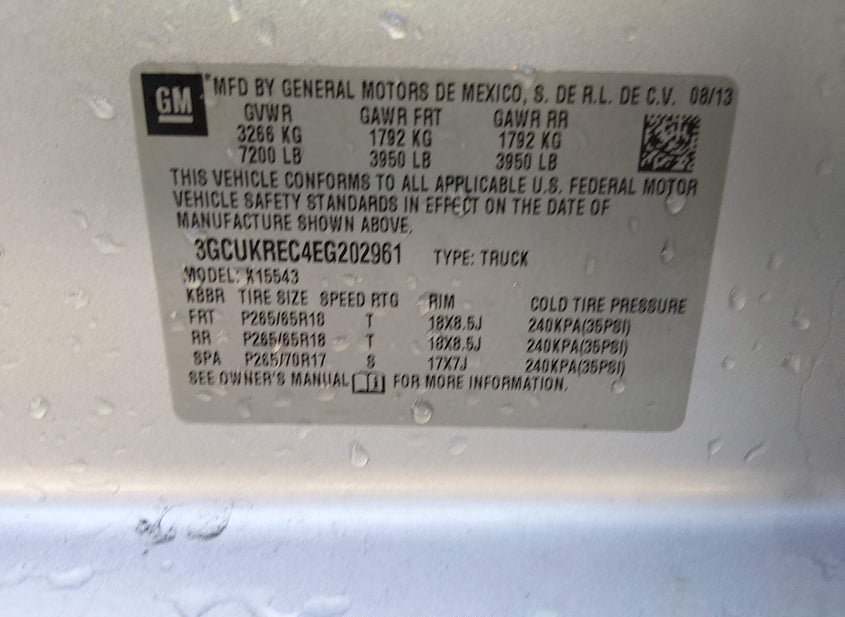 GM
*MFD BY GENERAL MOTORS DE MEXICO, S. DE R.L. DE C.V. 08/13
GVWR GAWR FRT GAWR RR
3266 KG 1792 KG 1792 KG
7200 LB 3950 LB 3950 LB
THIS VEHICLE CONFORMS TO ALL APPLICABLE U.S. FEDERAL MOTOR
VEHICLE SAFETY STANDARDS IN EFFECT ON THE DATE OF
MANUFACTURE SHOWN ABOVE.
3GCUKREC4EG202961 TYPE: TRUCK
MODEL: K15543
KBBR TIRE SIZE SPEED RTG RIM COLD TIRE PRESSURE
FRT P265/65R18 T 18X8.5J 240KPA(35PSI)
RR P265/65R18 T 18X8.5J 240KPA(35PSI)
SPA P265/70R17 S 17X7J 240KPA(35PSI)
SEE OWNER'S MANUAL FOR MORE INFORMATION.